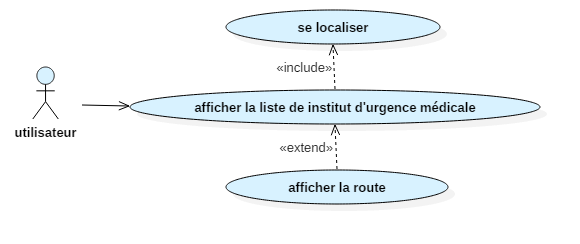 se localiser
«include»
afficher la liste de institut d'urgence médicale
utilisateur
«extend»
afficher la route